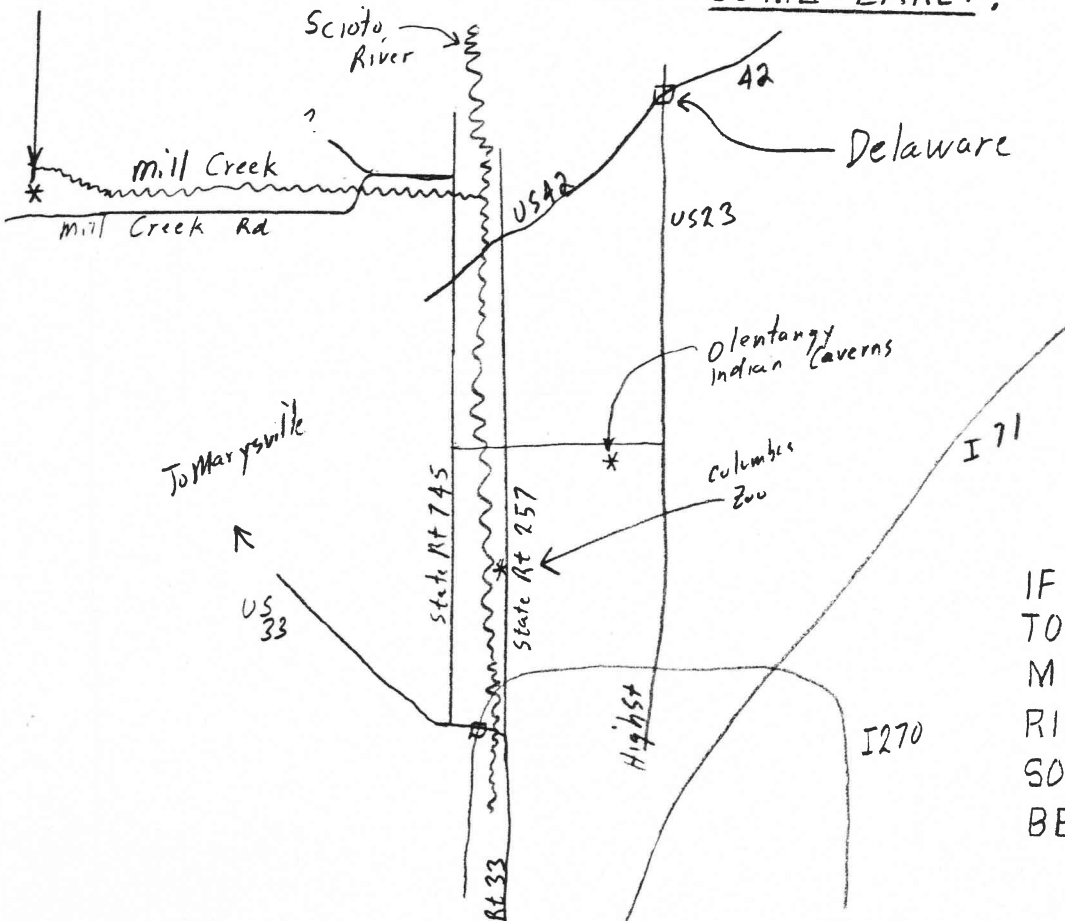 Scioto
River
42
Delaware
?
Mill Creek
Mill Creek Rd
US42
US23
Olentangy
Indian Caverns
I 71
To Marysville
Columbus
Zoo
State Rt 745
State Rt 257
US
33
High St
I270
Rt 33
IF
TO
M
RI
SO
BE